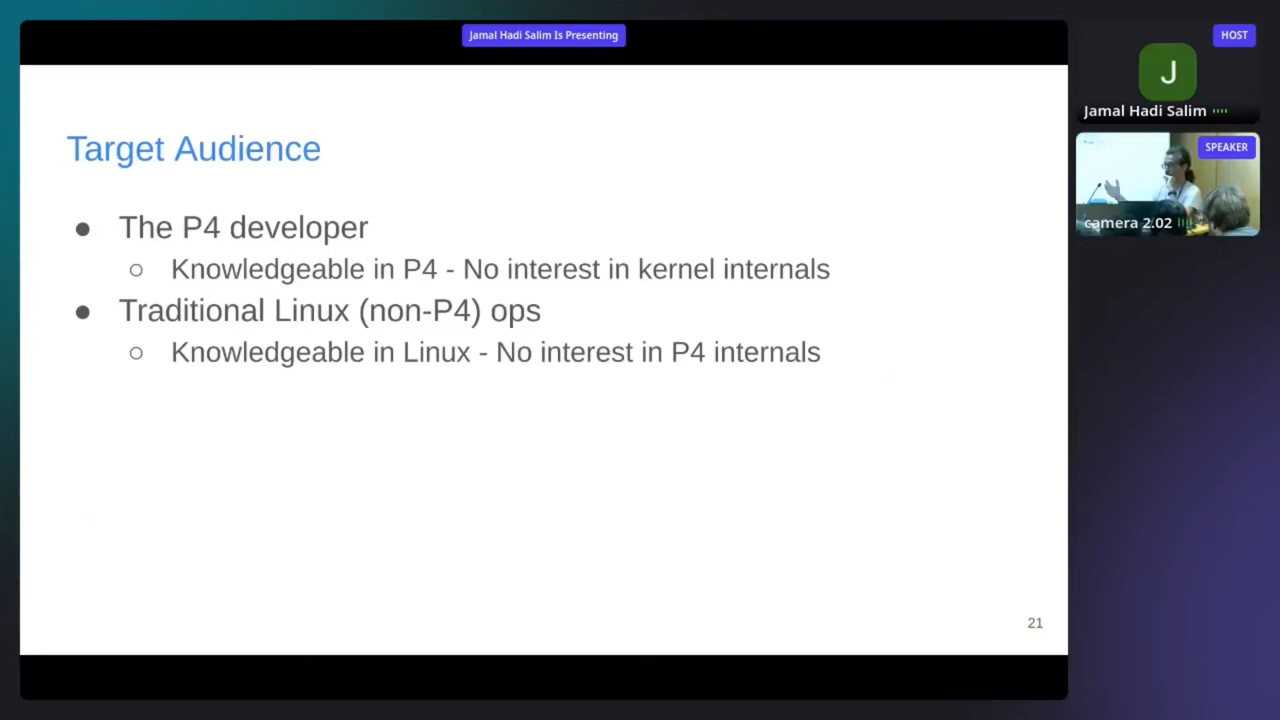 Jamal Hadi Salim Is Presenting
HOST
J
Jamal Hadi Salim
SPEAKER
camera 2.02
Target Audience
● The P4 developer
○ Knowledgeable in P4 - No interest in kernel internals
● Traditional Linux (non-P4) ops
○ Knowledgeable in Linux - No interest in P4 internals
21